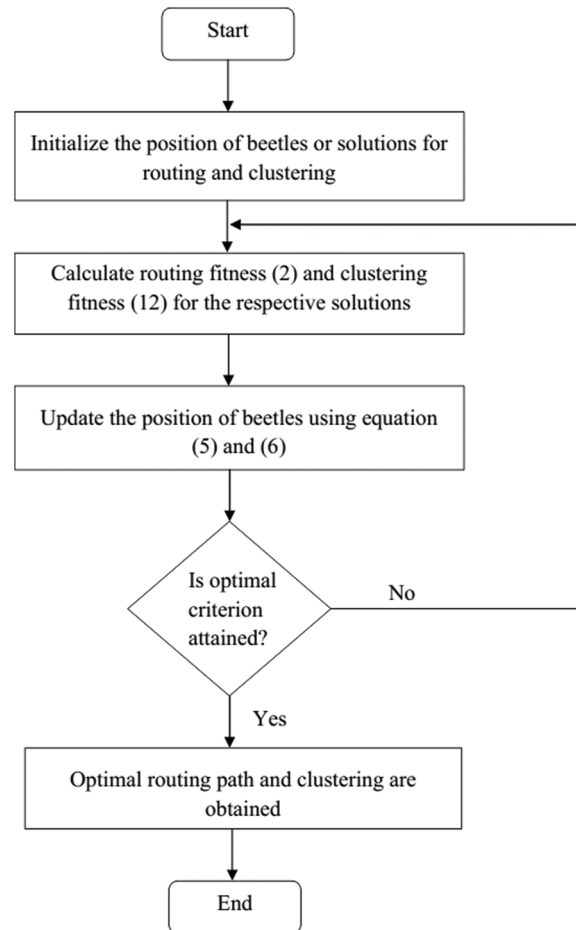 Start
Initialize the position of beetles or solutions for
routing and clustering
Calculate routing fitness (2) and clustering
fitness (12) for the respective solutions
Update the position of beetles using equation
(5) and (6)
Is optimal
criterion
attained?
No
Yes
Optimal routing path and clustering are
obtained
End